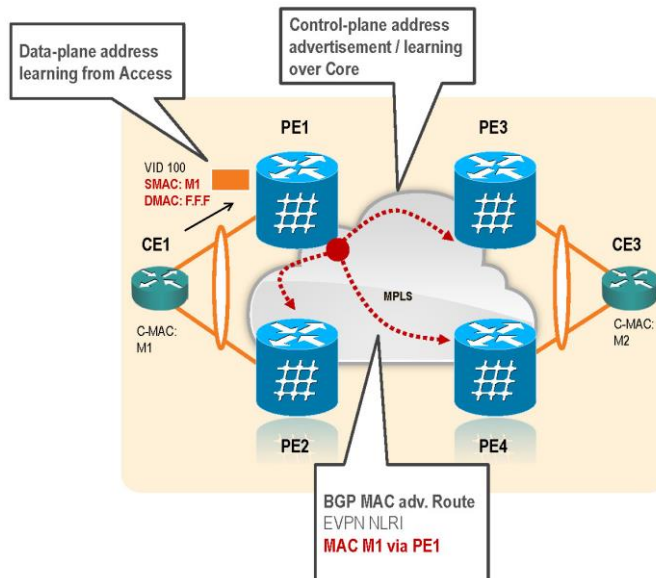 Data-plane address
learning from Access
Control-plane address
advertisement / learning
over Core
PE1
PE3
VID 100
SMAC: M1
DMAC: F.F.F
CE1
CE3
MPLS
C-MAC:
M1
C-MAC:
M2
PE2
PE4
BGP MAC adv. Route
EVPN NLRI
MAC M1 via PE1